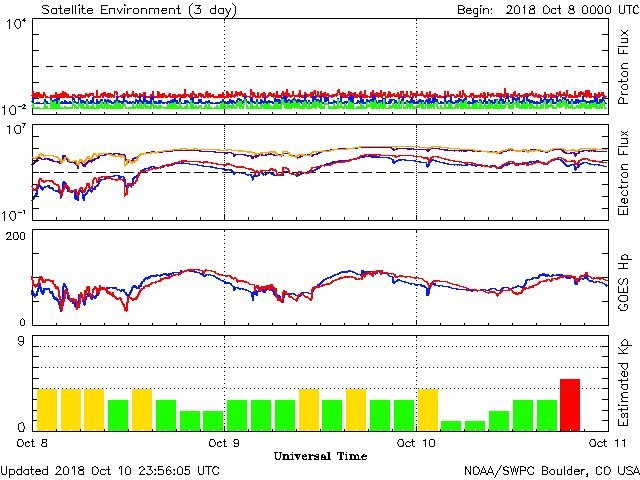 Satellite Environment (3 day)
Begin: 2018 Oct 8 0000 UTC
10⁴
10⁻²
Proton Flux
10⁷
10⁻¹
Electron Flux
200
0
GOES Hp
9
0
Estimated Kp
Oct 8
Oct 9
Oct 10
Oct 11
Universal Time
Updated 2018 Oct 10 23:56:05 UTC
NOAA/SWPC Boulder, CO USA